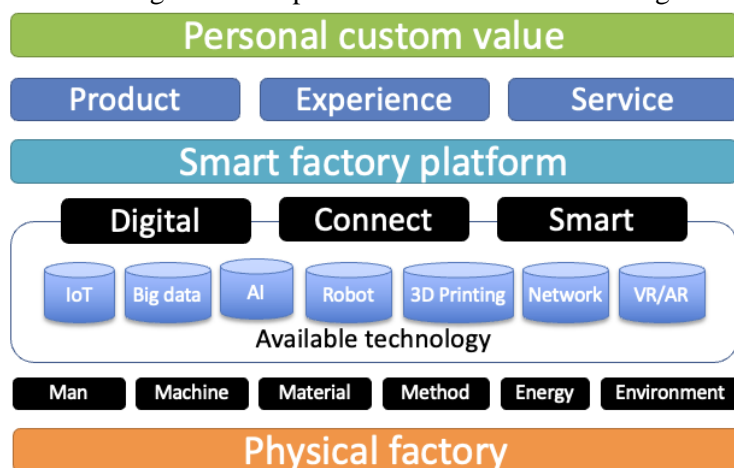 Personal custom value
Product Experience Service
Smart factory platform
Digital Connect Smart
IoT Big data AI Robot 3D Printing Network VR/AR
Available technology
Man Machine Material Method Energy Environment
Physical factory